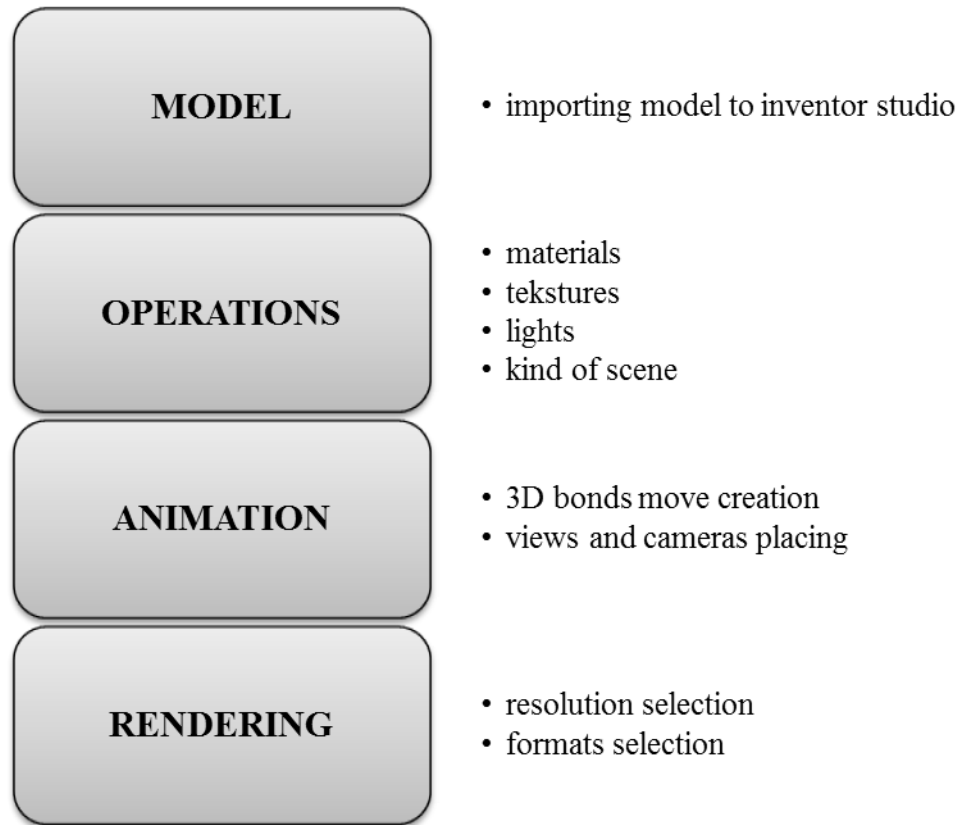 MODEL
• importing model to inventor studio
OPERATIONS
• materials
• tekstures
• lights
• kind of scene
ANIMATION
• 3D bonds move creation
• views and cameras placing
RENDERING
• resolution selection
• formats selection